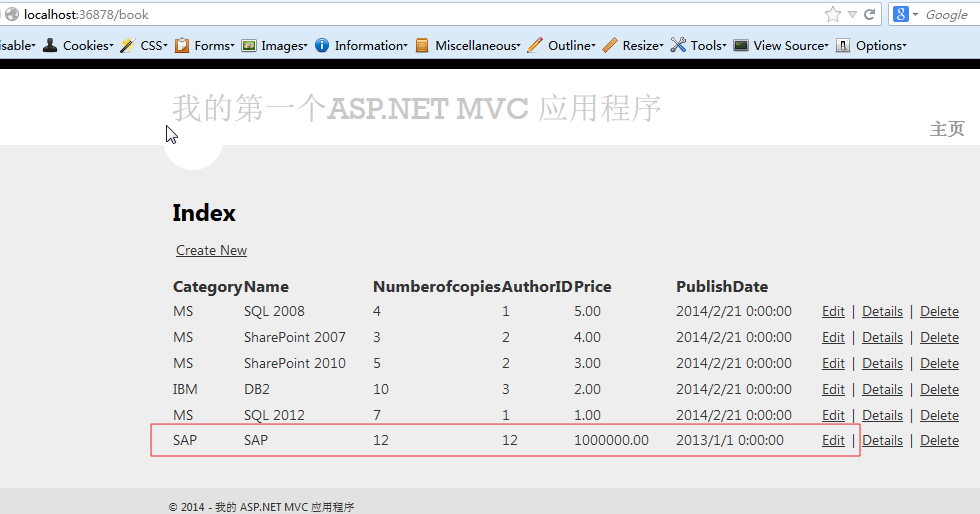 localhost:36878/book
8 Google
isable Cookies CSS Forms Images Information Miscellaneous Outline Resize Tools View Source Options
我的第一个ASP.NET MVC 应用程序
主页
Index
Create New
Category Name Numberofcopies AuthorID Price PublishDate
MS SQL 2008 4 1 5.00 2014/2/21 0:00:00 Edit | Details | Delete
MS SharePoint 2007 3 2 4.00 2014/2/21 0:00:00 Edit | Details | Delete
MS SharePoint 2010 5 2 3.00 2014/2/21 0:00:00 Edit | Details | Delete
IBM DB2 10 3 2.00 2014/2/21 0:00:00 Edit | Details | Delete
MS SQL 2012 7 1 1.00 2014/2/21 0:00:00 Edit | Details | Delete
SAP SAP 12 12 1000000.00 2013/1/1 0:00:00 Edit | Details | Delete
© 2014 - 我的 ASP.NET MVC 应用程序